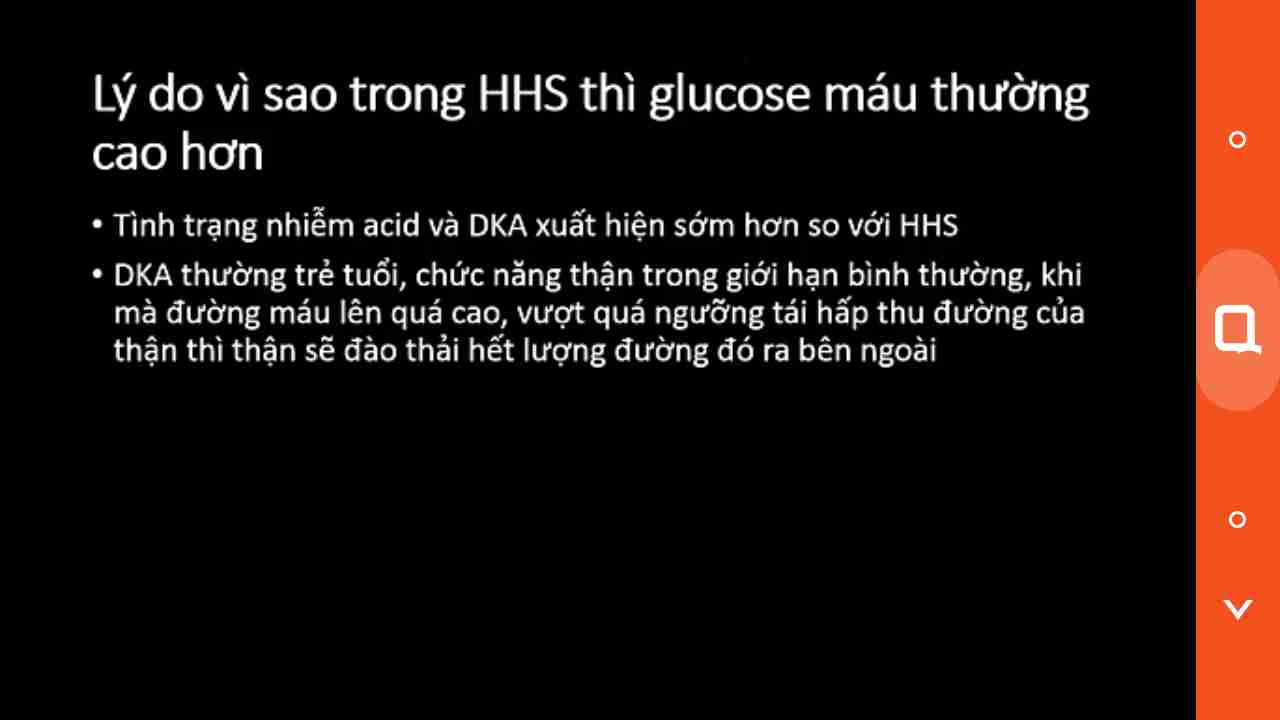 Lý do vì sao trong HHS thì glucose máu thường
cao hơn
• Tình trạng nhiễm acid và DKA xuất hiện sớm hơn so với HHS
• DKA thường trẻ tuổi, chức năng thận trong giới hạn bình thường, khi
mà đường máu lên quá cao, vượt quá ngưỡng tái hấp thu đường của
thận thì thận sẽ đào thải hết lượng đường đó ra bên ngoài